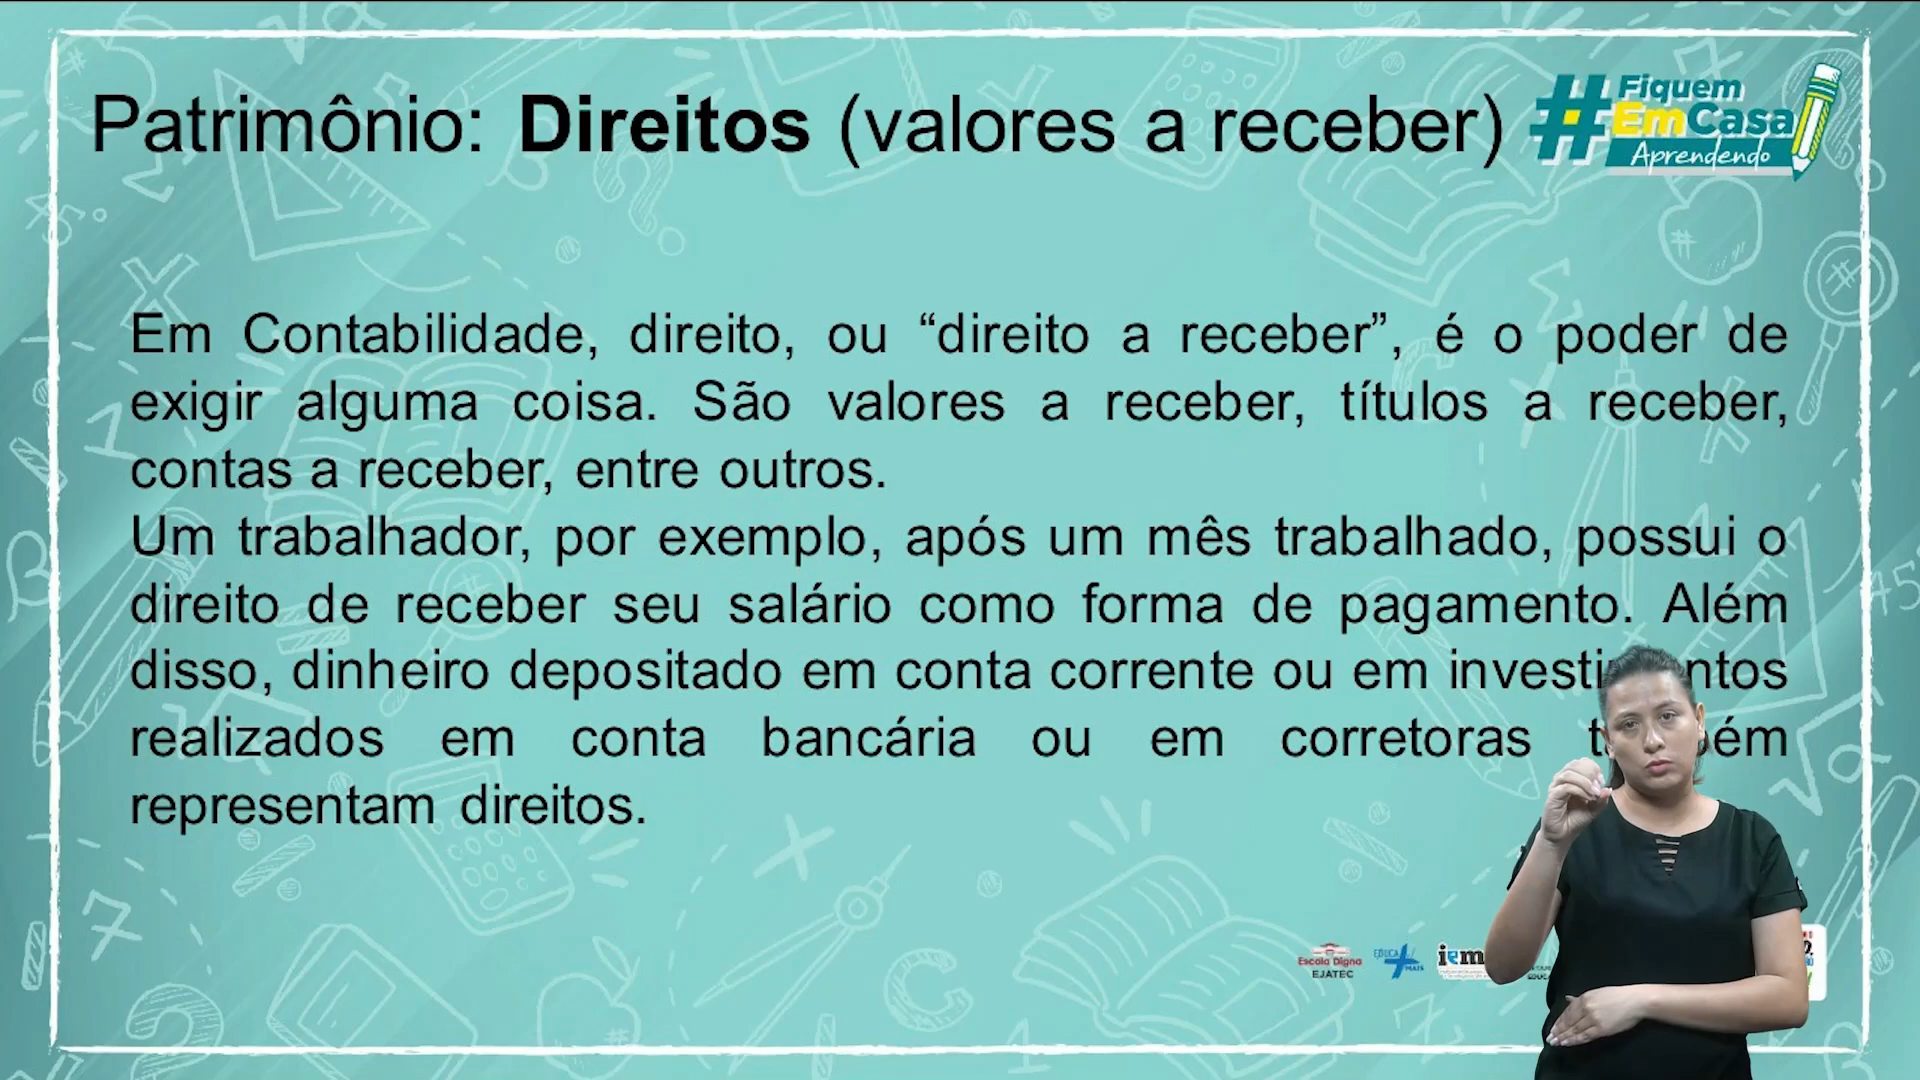 Patrimônio: Direitos (valores a receber)
#Fiquem
EmCasa
Aprendendo
Em Contabilidade, direito, ou “direito a receber”, é o poder de
exigir alguma coisa. São valores a receber, títulos a receber,
contas a receber, entre outros.
Um trabalhador, por exemplo, após um mês trabalhado, possui o
direito de receber seu salário como forma de pagamento. Além
disso, dinheiro depositado em conta corrente ou em
realizados em conta bancária ou em corretoras
representam direitos.
Escola Digna
EJATEC
EDUCA
MAIS